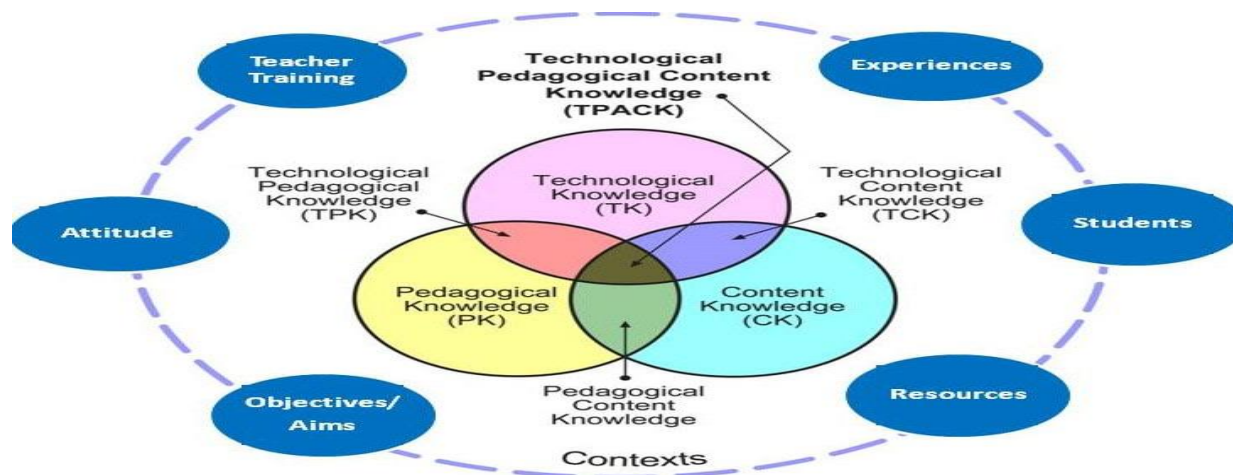 Teacher
Training
Technological
Pedagogical Content
Knowledge
(TPACK)
Experiences
Technological
Pedagogical
Knowledge
(TPK)
Technological
Knowledge
(TK)
Technological
Content
Knowledge
(TCK)
Attitude
Students
Pedagogical
Knowledge
(PK)
Content
Knowledge
(CK)
Objectives/
Aims
Pedagogical
Content
Knowledge
Resources
Contexts